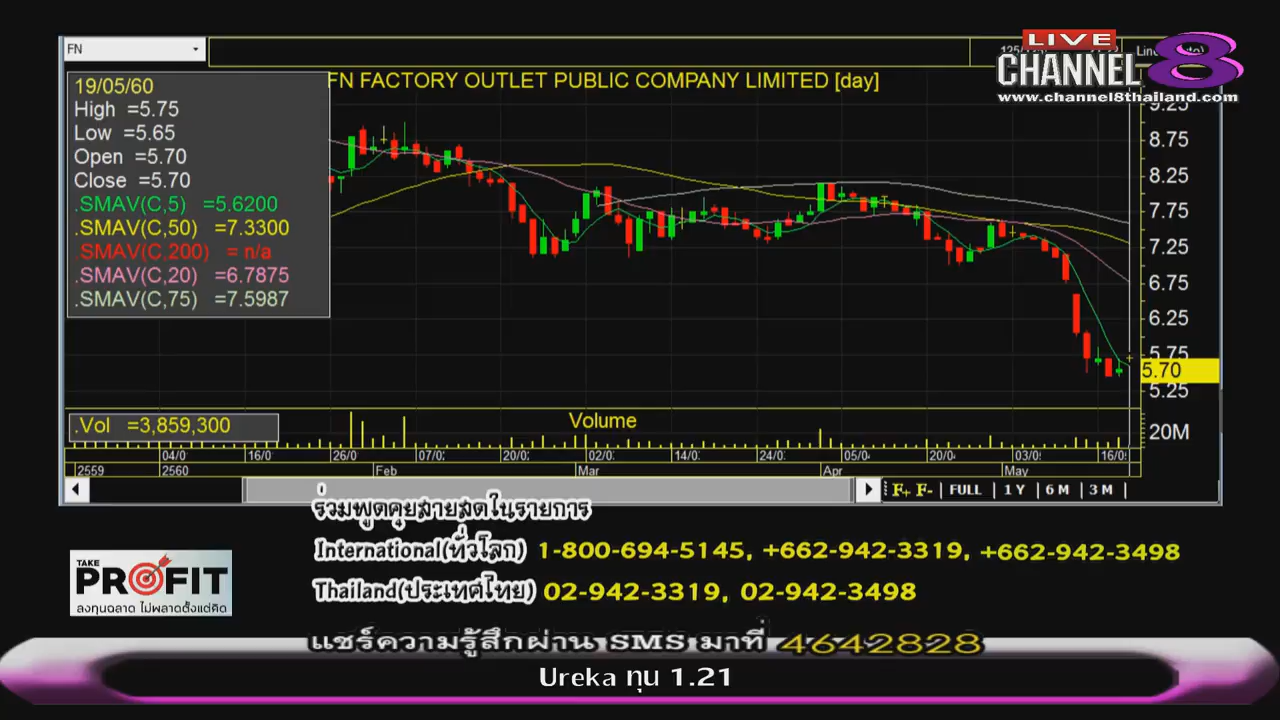 FN
LIVE
CHANNEL 8
www.channel8thailand.com
FN FACTORY OUTLET PUBLIC COMPANY LIMITED [day]
19/05/60
High =5.75
Low =5.65
Open =5.70
Close =5.70
.SMAV(C,5) =5.6200
.SMAV(C,50) =7.3300
.SMAV(C,200) = n/a
.SMAV(C,20) =6.7875
.SMAV(C,75) =7.5987
9.25
8.75
8.25
7.75
7.25
6.75
6.25
5.75
5.70
5.25
.Vol =3,859,300
Volume
20M
04/0 16/0 26/0 07/0 20/0 02/0 14/0 24/0 05/0 20/0 03/0 16/0
2559 2560 Feb Mar Apr May
F+ F- FULL 1 Y 6 M 3 M
ร่วมพูดคุยสายสดในรายการ
International(ทั่วโลก) 1-800-694-5145, +662-942-3319, +662-942-3498
Thailand(ประเทศไทย) 02-942-3319, 02-942-3498
TAKE
PROFIT
ลงทุนฉลาด ไม่พลาดตั้งแต่คิด
แชร์ความรู้สึกผ่าน SMS มาที่ 4642828
Ureka ทุน 1.21